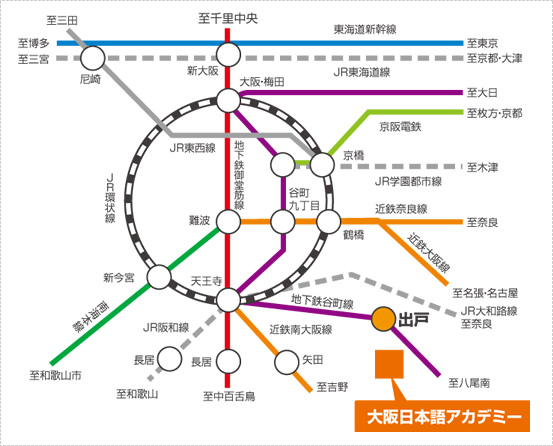 至三田
至千里中央
東海道新幹線
至博多
至東京
至三宮
至京都・大津
尼崎
新大阪
JR東海道線
大阪・梅田
至大日
至枚方・京都
京阪電鉄
JR東西線
地下鉄御堂筋線
京橋
至木津
JR学園都市線
JR環状線
谷町
九丁目
近鉄奈良線
難波
至奈良
鶴橋
近鉄大阪線
新今宮
天王寺
至名張・名古屋
地下鉄谷町線
JR大和路線
至奈良
南海本線
JR阪和線
近鉄南大阪線
出戸
長居
長居
矢田
至和歌山市
至和歌山
至中百舌鳥
至吉野
至八尾南
大阪日本語アカデミー